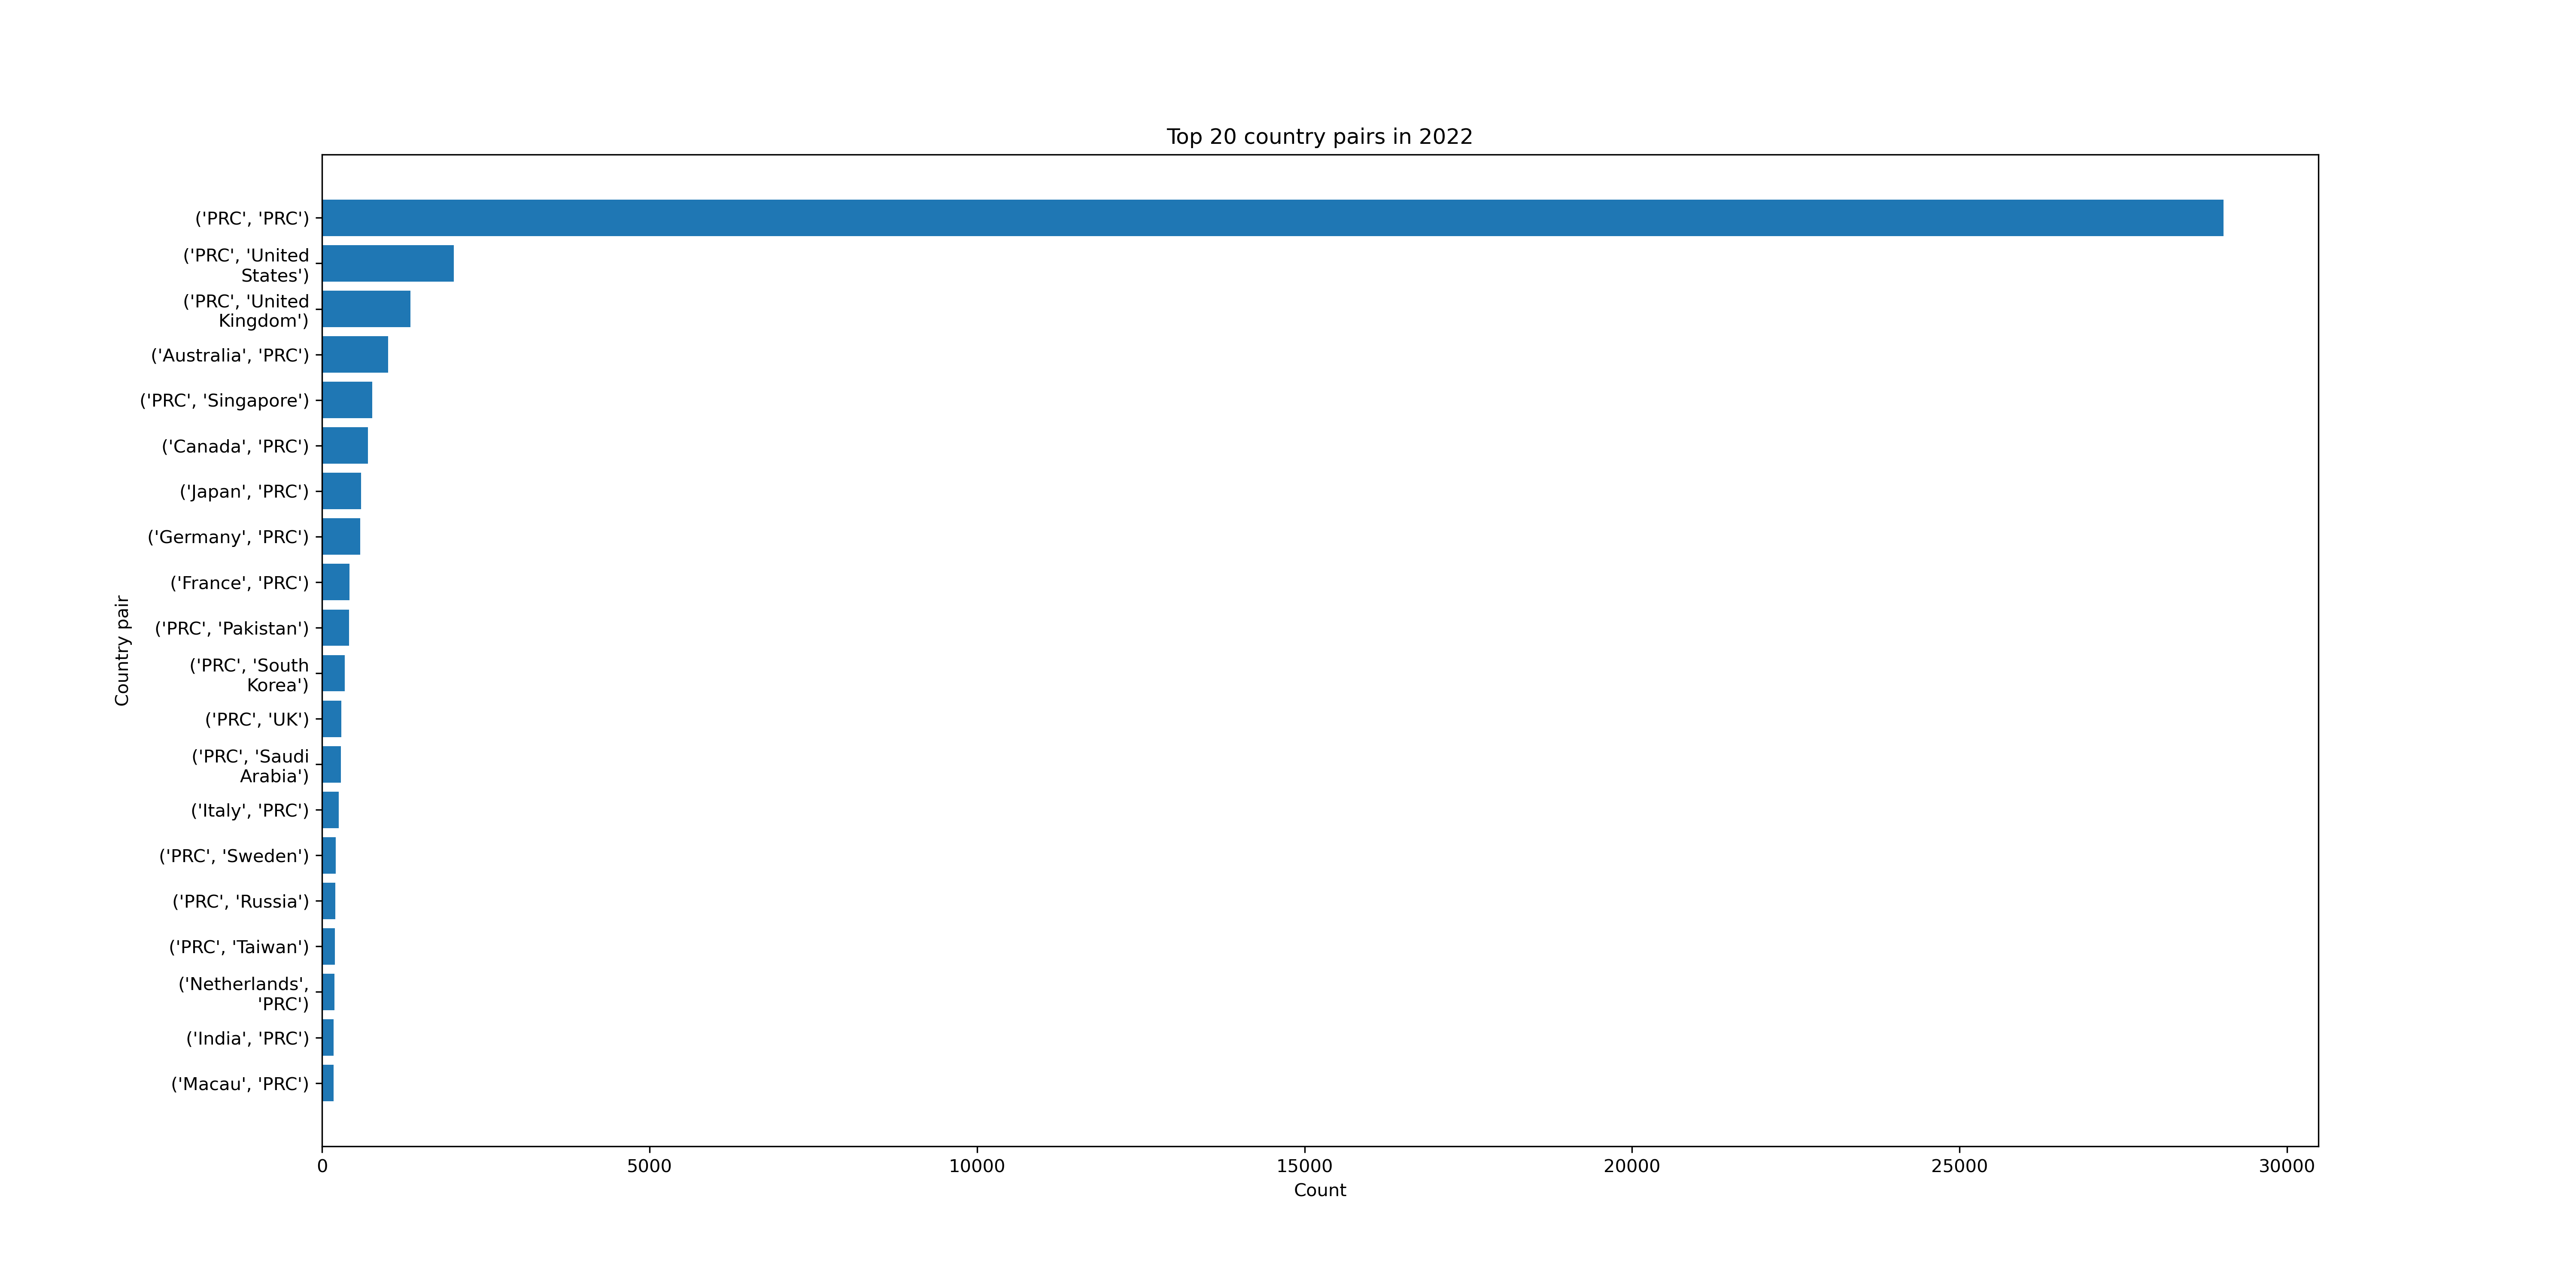 Top 20 country pairs in 2022
('PRC', 'PRC')
('PRC', 'United
States')
('PRC', 'United
Kingdom')
('Australia', 'PRC')
('PRC', 'Singapore')
('Canada', 'PRC')
('Japan', 'PRC')
('Germany', 'PRC')
('France', 'PRC')
('PRC', 'Pakistan')
('PRC', 'South
Korea')
('PRC', 'UK')
('PRC', 'Saudi
Arabia')
('Italy', 'PRC')
('PRC', 'Sweden')
('PRC', 'Russia')
('PRC', 'Taiwan')
('Netherlands',
'PRC')
('India', 'PRC')
('Macau', 'PRC')
Country pair
0 5000 10000 15000 20000 25000 30000
Count